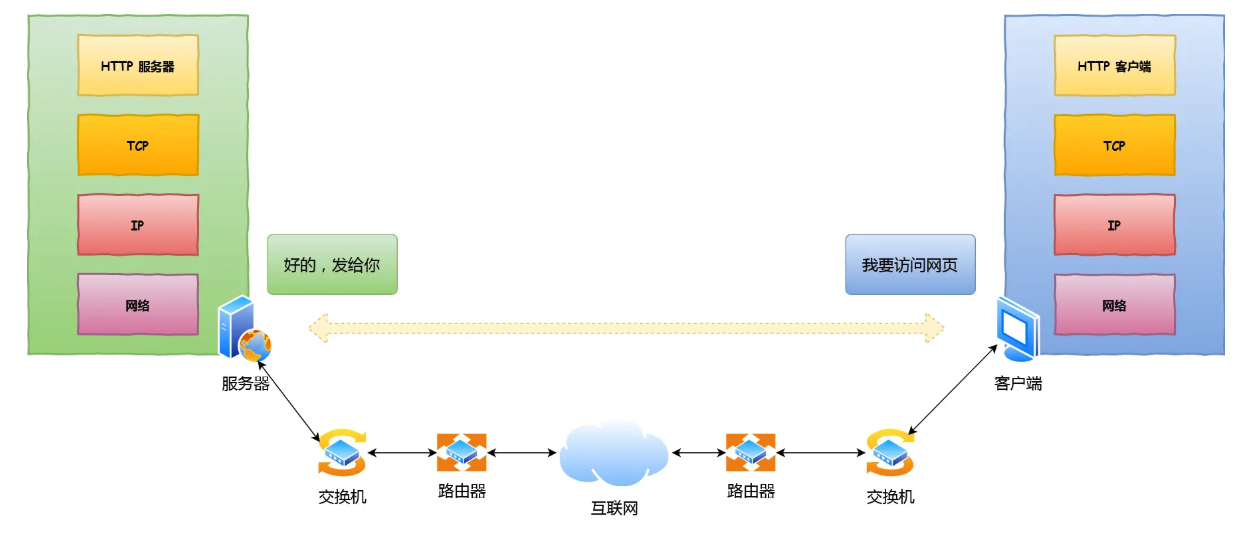 HTTP 服务器
TCP
IP
网络
好的，发给你
服务器
HTTP 客户端
TCP
IP
网络
我要访问网页
客户端
交换机
路由器
互联网
路由器
交换机